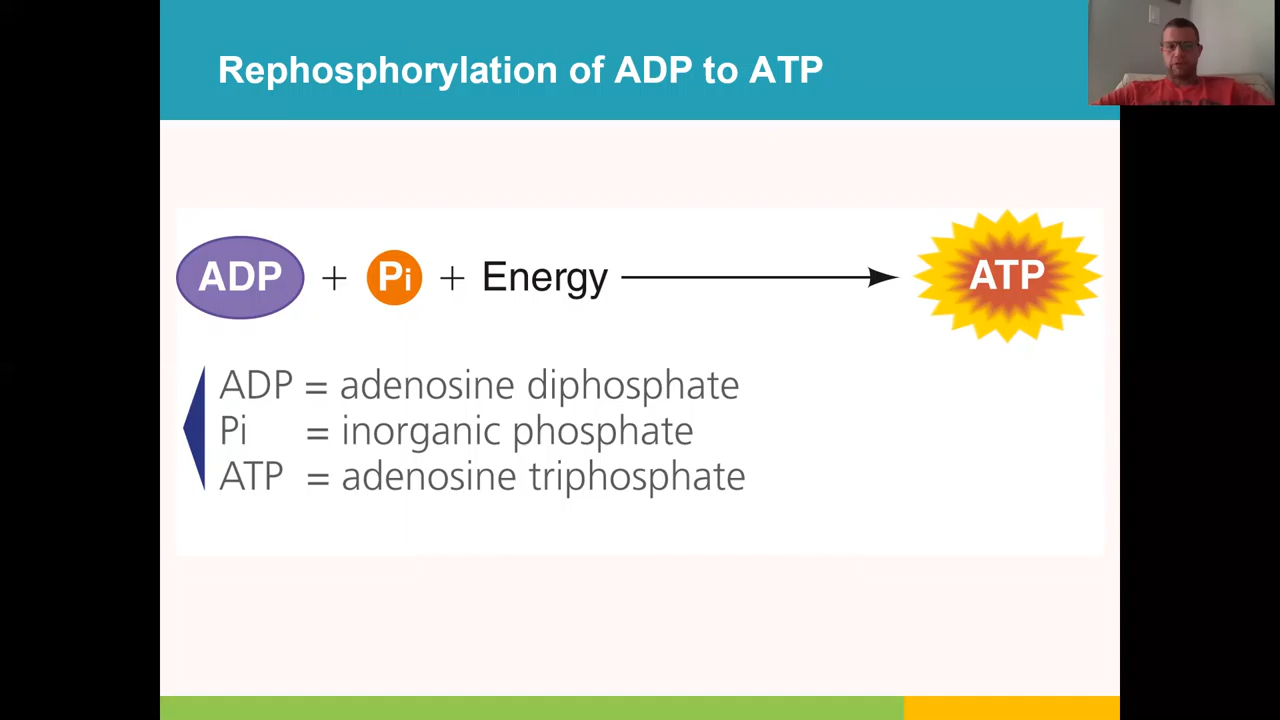 Rephosphorylation of ADP to ATP
ADP + Pi + Energy ATP
ADP = adenosine diphosphate
Pi = inorganic phosphate
ATP = adenosine triphosphate